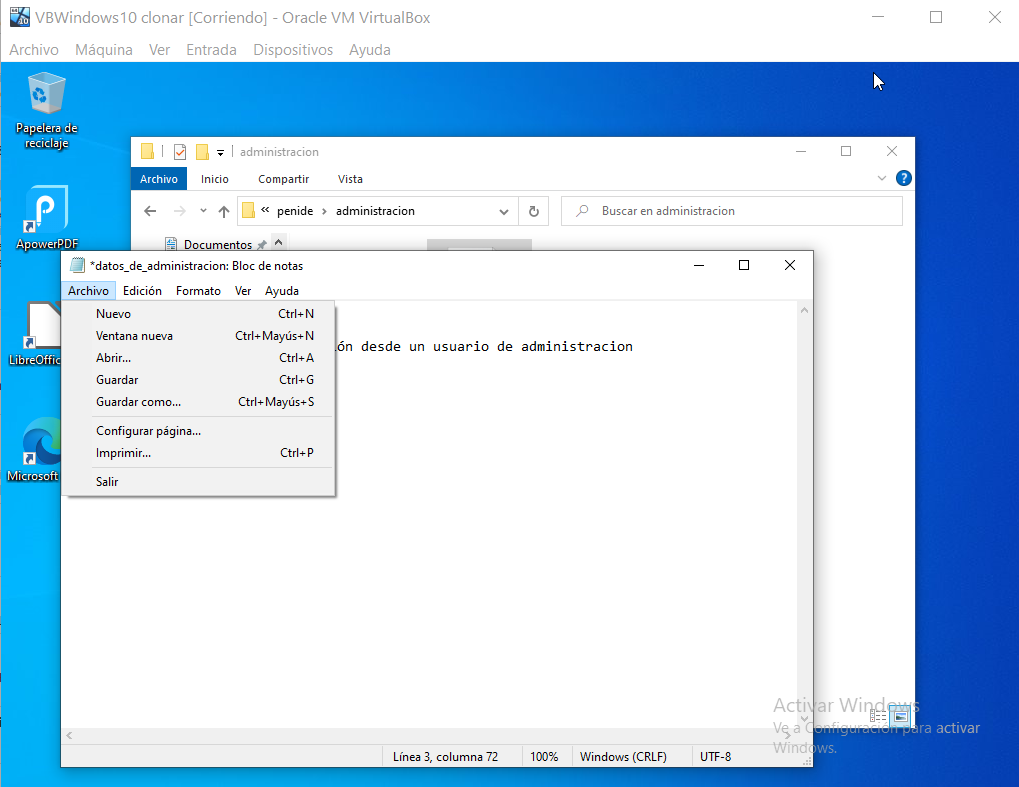 VBWindows10 clonar [Corriendo] - Oracle VM VirtualBox
Archivo Máquina Ver Entrada Dispositivos Ayuda
Papelera de
reciclaje
ApowerPDF
LibreOffic
Microsoft
administracion
Archivo Inicio Compartir Vista
« penide › administracion
Buscar en administracion
Documentos
*datos_de_administracion: Bloc de notas
Archivo Edición Formato Ver Ayuda
Nuevo Ctrl+N
Ventana nueva Ctrl+Mayús+N
Abrir... Ctrl+A
Guardar Ctrl+G
Guardar como... Ctrl+Mayús+S
Configurar página...
Imprimir... Ctrl+P
Salir
ón desde un usuario de administracion
Línea 3, columna 72 100% Windows (CRLF) UTF-8
Activar Windows
Ve a Configuración para activar
Windows.